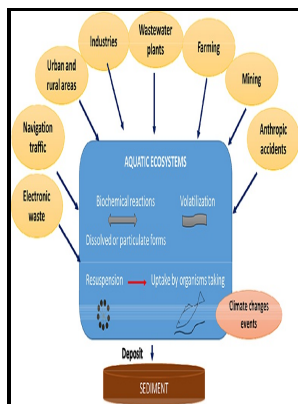 Wastewater
plants
Industries
Farming
Urban and
rural areas
Mining
Navigation
traffic
Anthropic
accidents
Electronic
waste
AQUATIC ECOSYSTEMS
Biochemical reactions
Volatilization
Dissolved or particulate forms
Resuspension
Uptake by organisms taking
Climate changes
events
Deposit
SEDIMENT